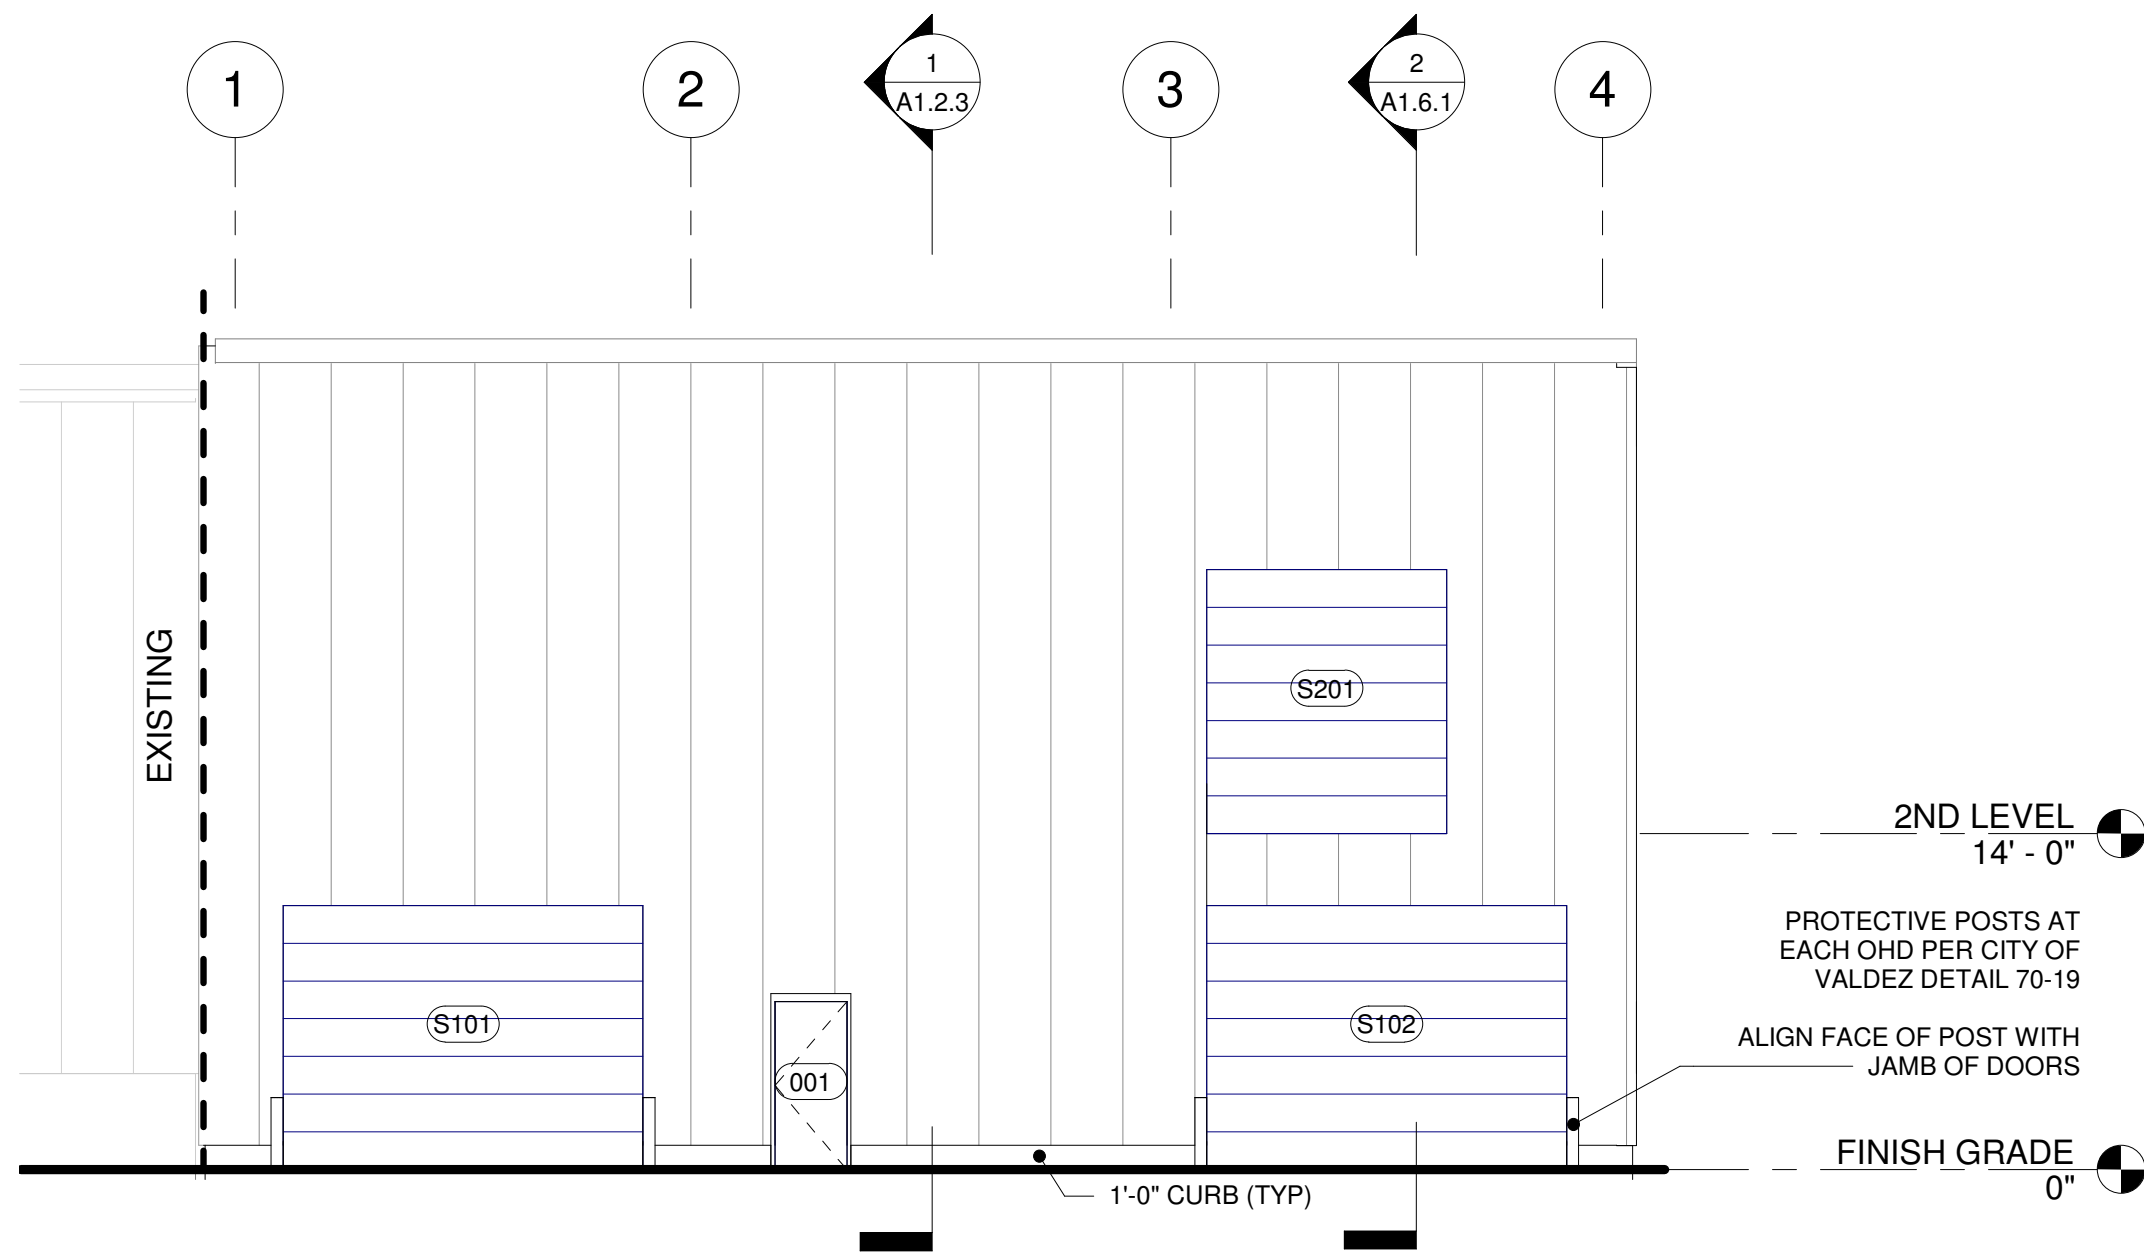 1
2
1
A1.2.3
3
2
A1.6.1
4
EXISTING
S201
2ND LEVEL
14' - 0"
PROTECTIVE POSTS AT
EACH OHD PER CITY OF
VALDEZ DETAIL 70-19
S101
S102
ALIGN FACE OF POST WITH
JAMB OF DOORS
001
FINISH GRADE
0"
1'-0" CURB (TYP)